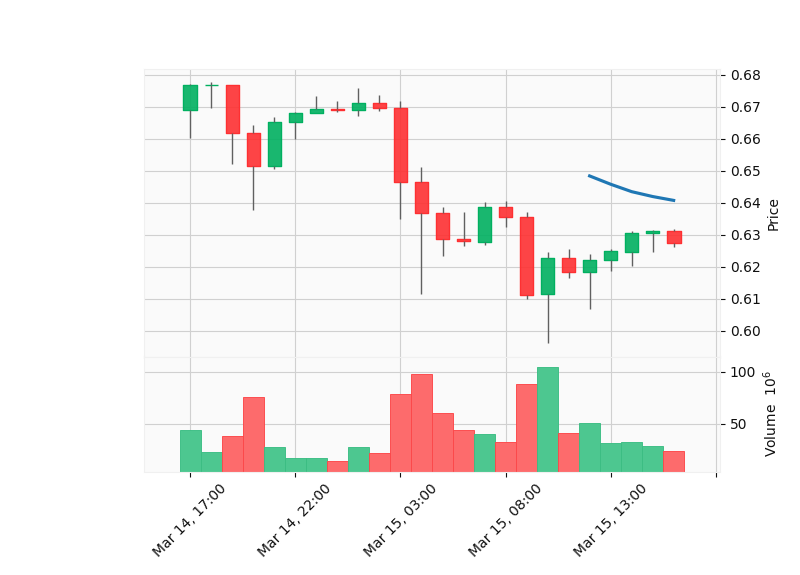 0.68
0.67
0.66
0.65
0.64
0.63
0.62
0.61
0.60
Price
100
50
Volume 10^6
Mar 14, 17:00
Mar 14, 22:00
Mar 15, 03:00
Mar 15, 08:00
Mar 15, 13:00